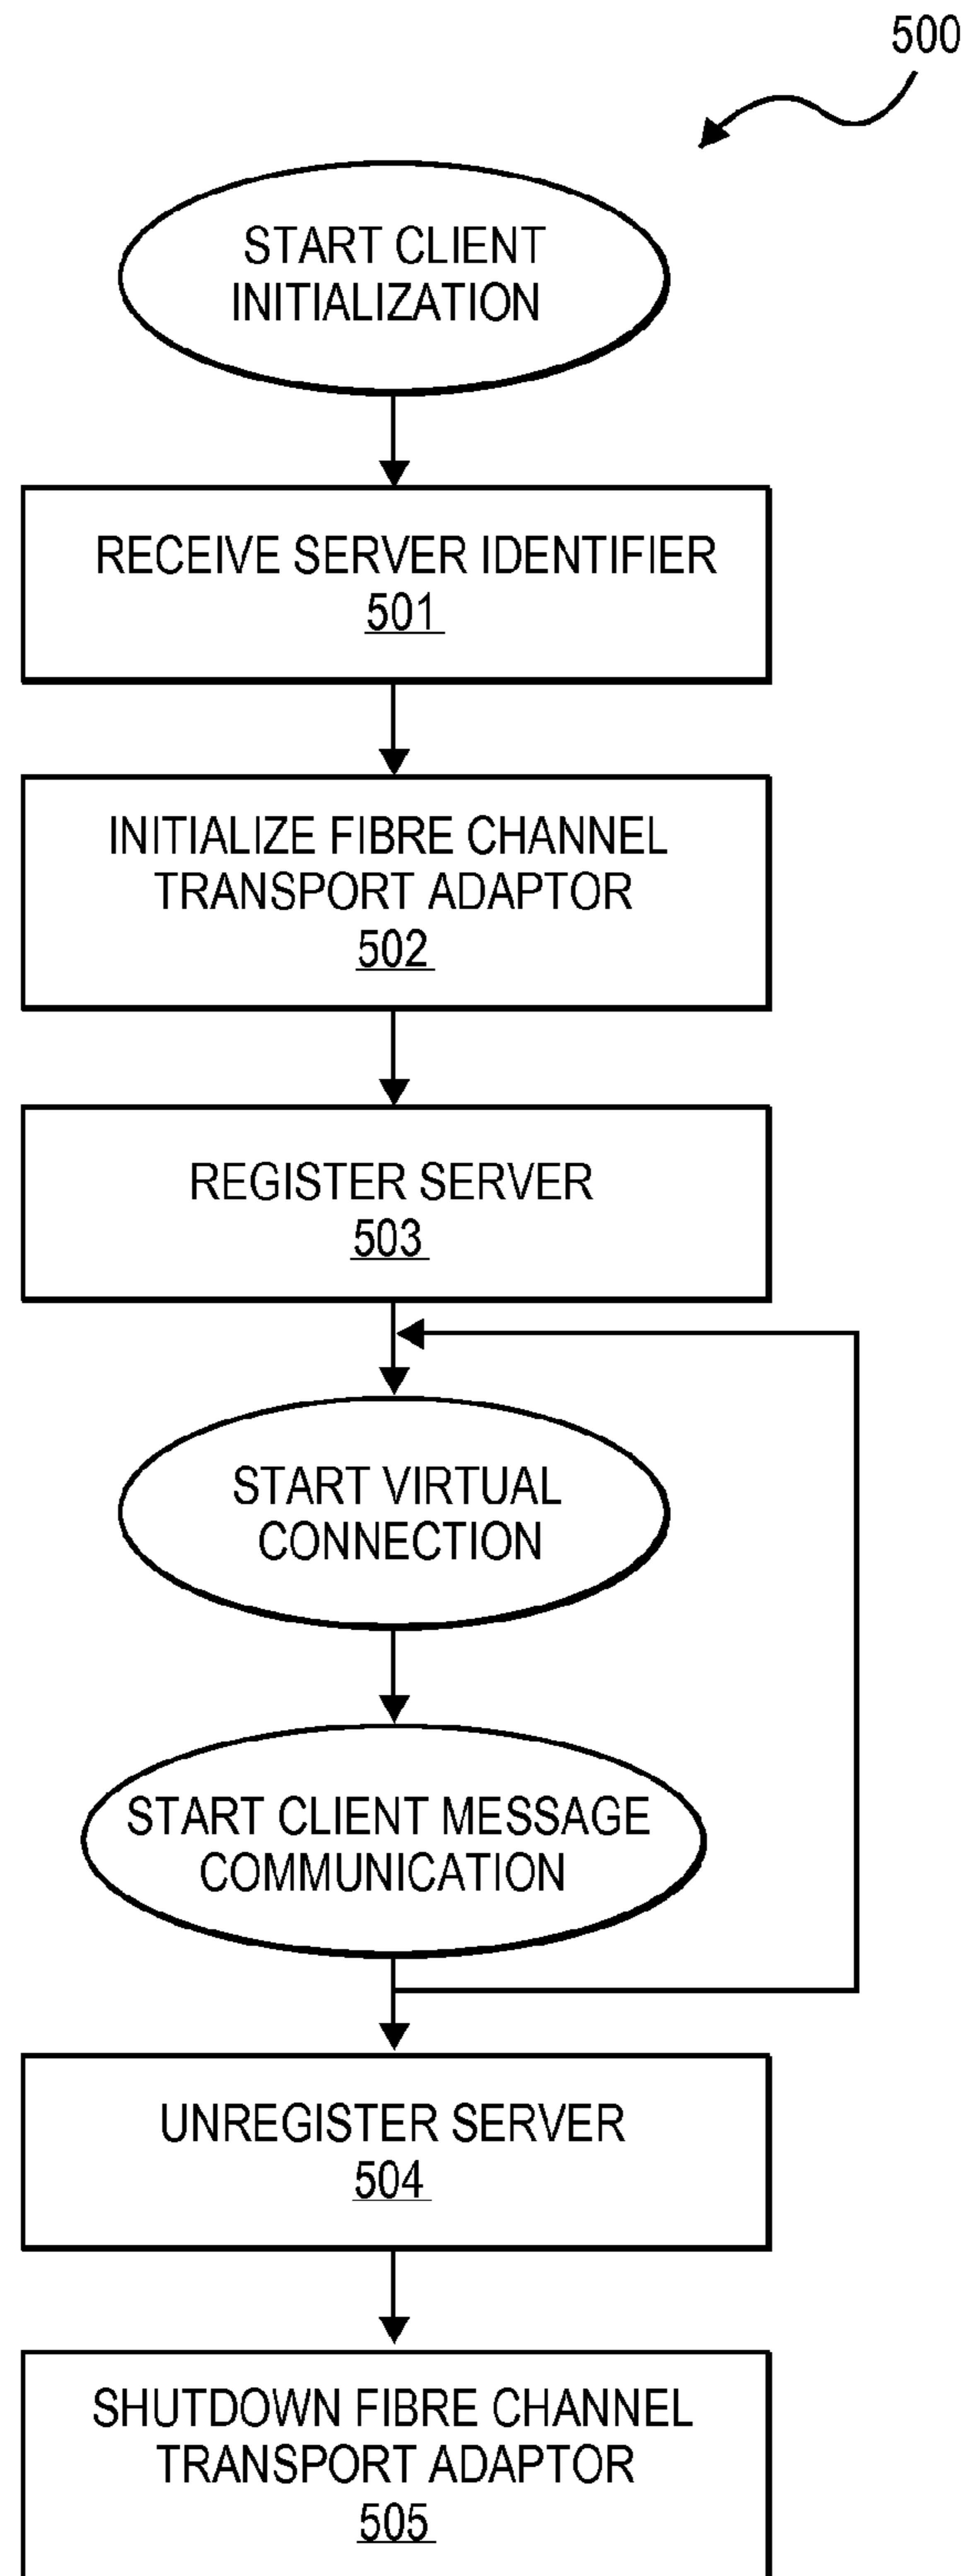 500
START CLIENT
INITIALIZATION
RECEIVE SERVER IDENTIFIER
501
INITIALIZE FIBRE CHANNEL
TRANSPORT ADAPTOR
502
REGISTER SERVER
503
START VIRTUAL
CONNECTION
START CLIENT MESSAGE
COMMUNICATION
UNREGISTER SERVER
504
SHUTDOWN FIBRE CHANNEL
TRANSPORT ADAPTOR
505